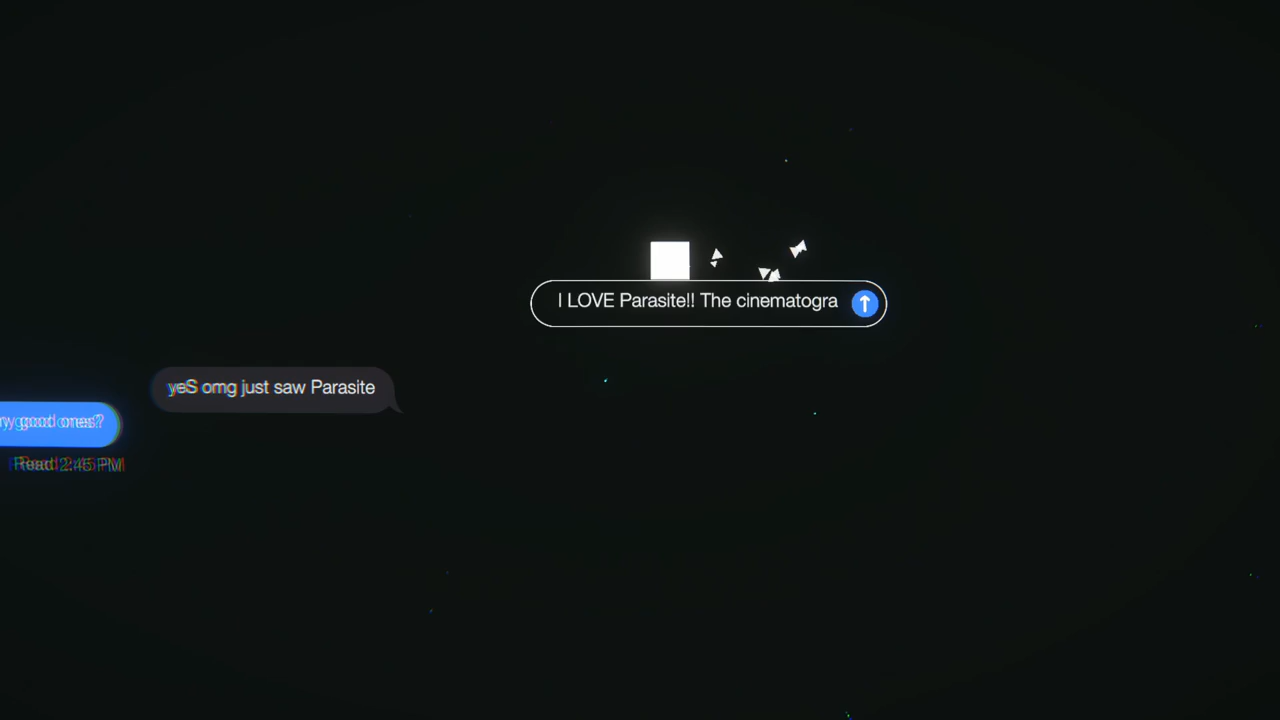 I LOVE Parasite!! The cinematogra
yeS omg just saw Parasite
good ones?
Read 2:45 PM